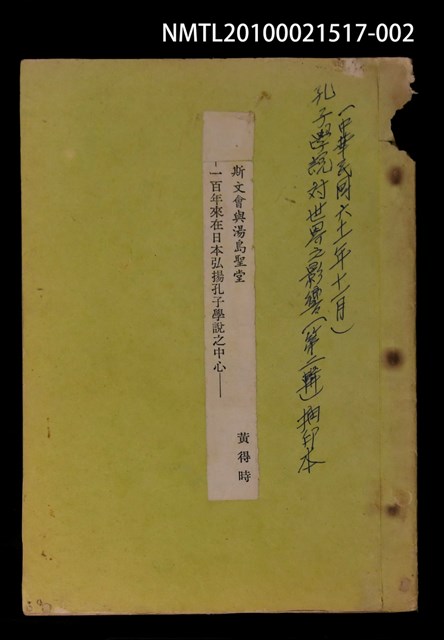 NMTL20100021517-002
(中華民國六十一年十一月)
孔子學說對世界之影響(第二輯)抽印本
斯文會與湯島聖堂
—一百年來在日本弘揚孔子學說之中心——
黃得時